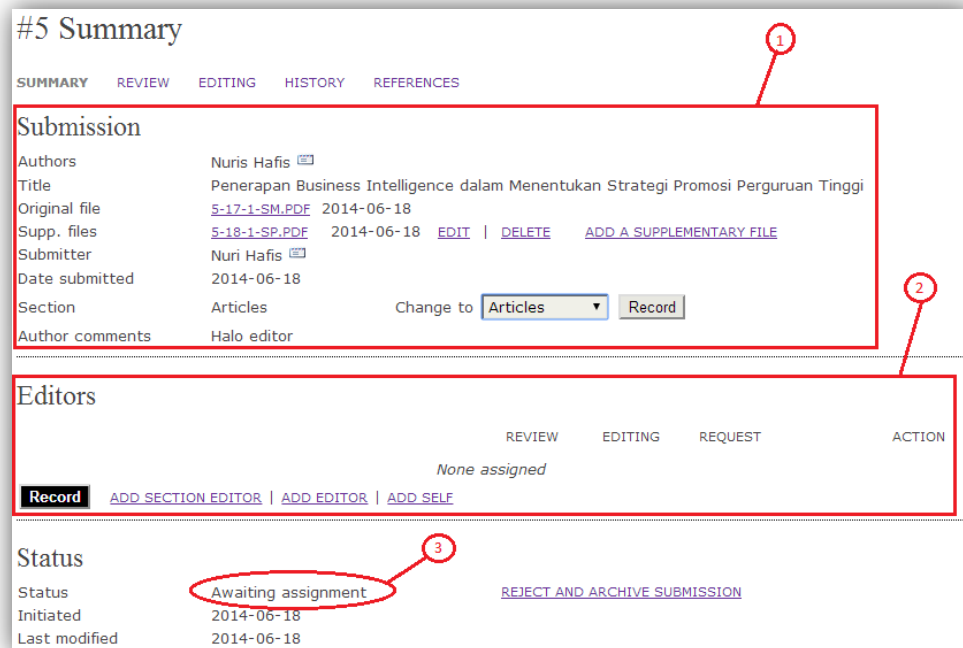 #5 Summary
1
SUMMARY REVIEW EDITING HISTORY REFERENCES
Submission
Authors Nuris Hafis
Title Penerapan Business Intelligence dalam Menentukan Strategi Promosi Perguruan Tinggi
Original file 5-17-1-SM.PDF 2014-06-18
Supp. files 5-18-1-SP.PDF 2014-06-18 EDIT | DELETE ADD A SUPPLEMENTARY FILE
Submitter Nuri Hafis
Date submitted 2014-06-18
2
Section Articles Change to Articles Record
Author comments Halo editor
Editors
REVIEW EDITING REQUEST ACTION
None assigned
Record ADD SECTION EDITOR | ADD EDITOR | ADD SELF
3
Status
Status Awaiting assignment REJECT AND ARCHIVE SUBMISSION
Initiated 2014-06-18
Last modified 2014-06-18